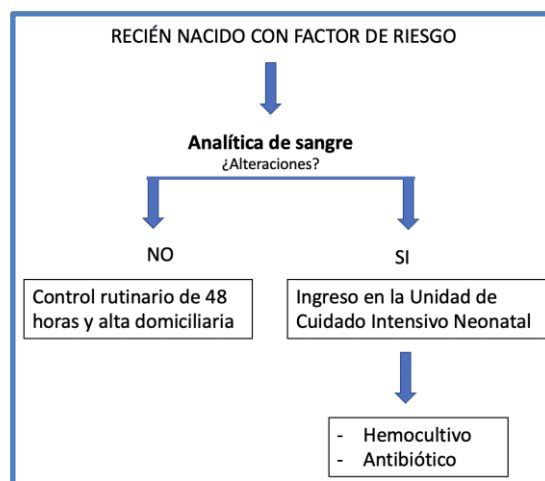 RECIÉN NACIDO CON FACTOR DE RIESGO
Analítica de sangre
¿Alteraciones?
NO
SI
Control rutinario de 48
horas y alta domiciliaria
Ingreso en la Unidad de
Cuidado Intensivo Neonatal
- Hemocultivo
- Antibiótico